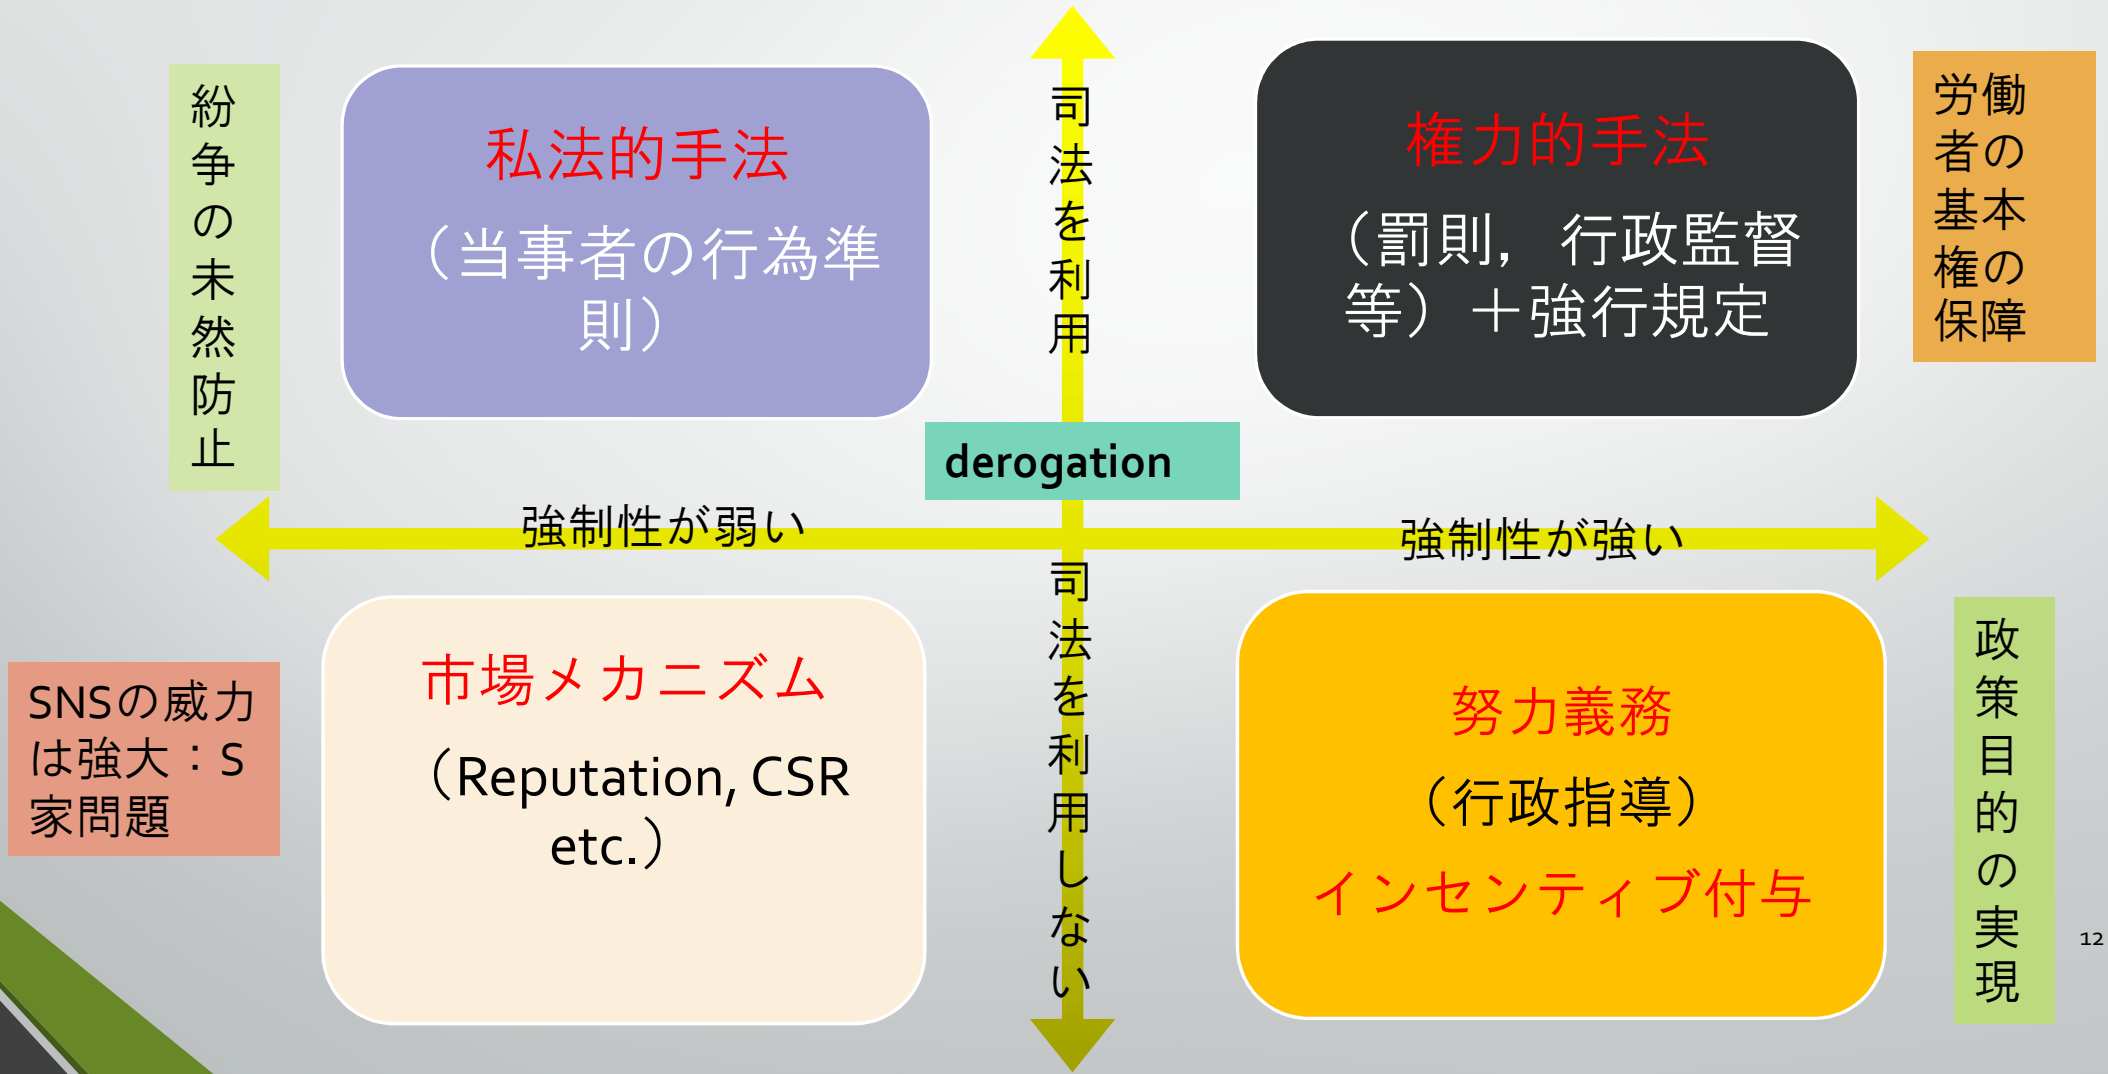 紛争の未然防止
私法的手法
（当事者の行為準
則）
司法を利用
権力的手法
（罰則，行政監督
等）＋強行規定
労働
者の
基本
権の
保障
derogation
強制性が弱い
強制性が強い
SNSの威力
は強大：S
家問題
市場メカニズム
（Reputation, CSR
etc.）
司法を利用しない
努力義務
（行政指導）
インセンティブ付与
政策目的の実現
12